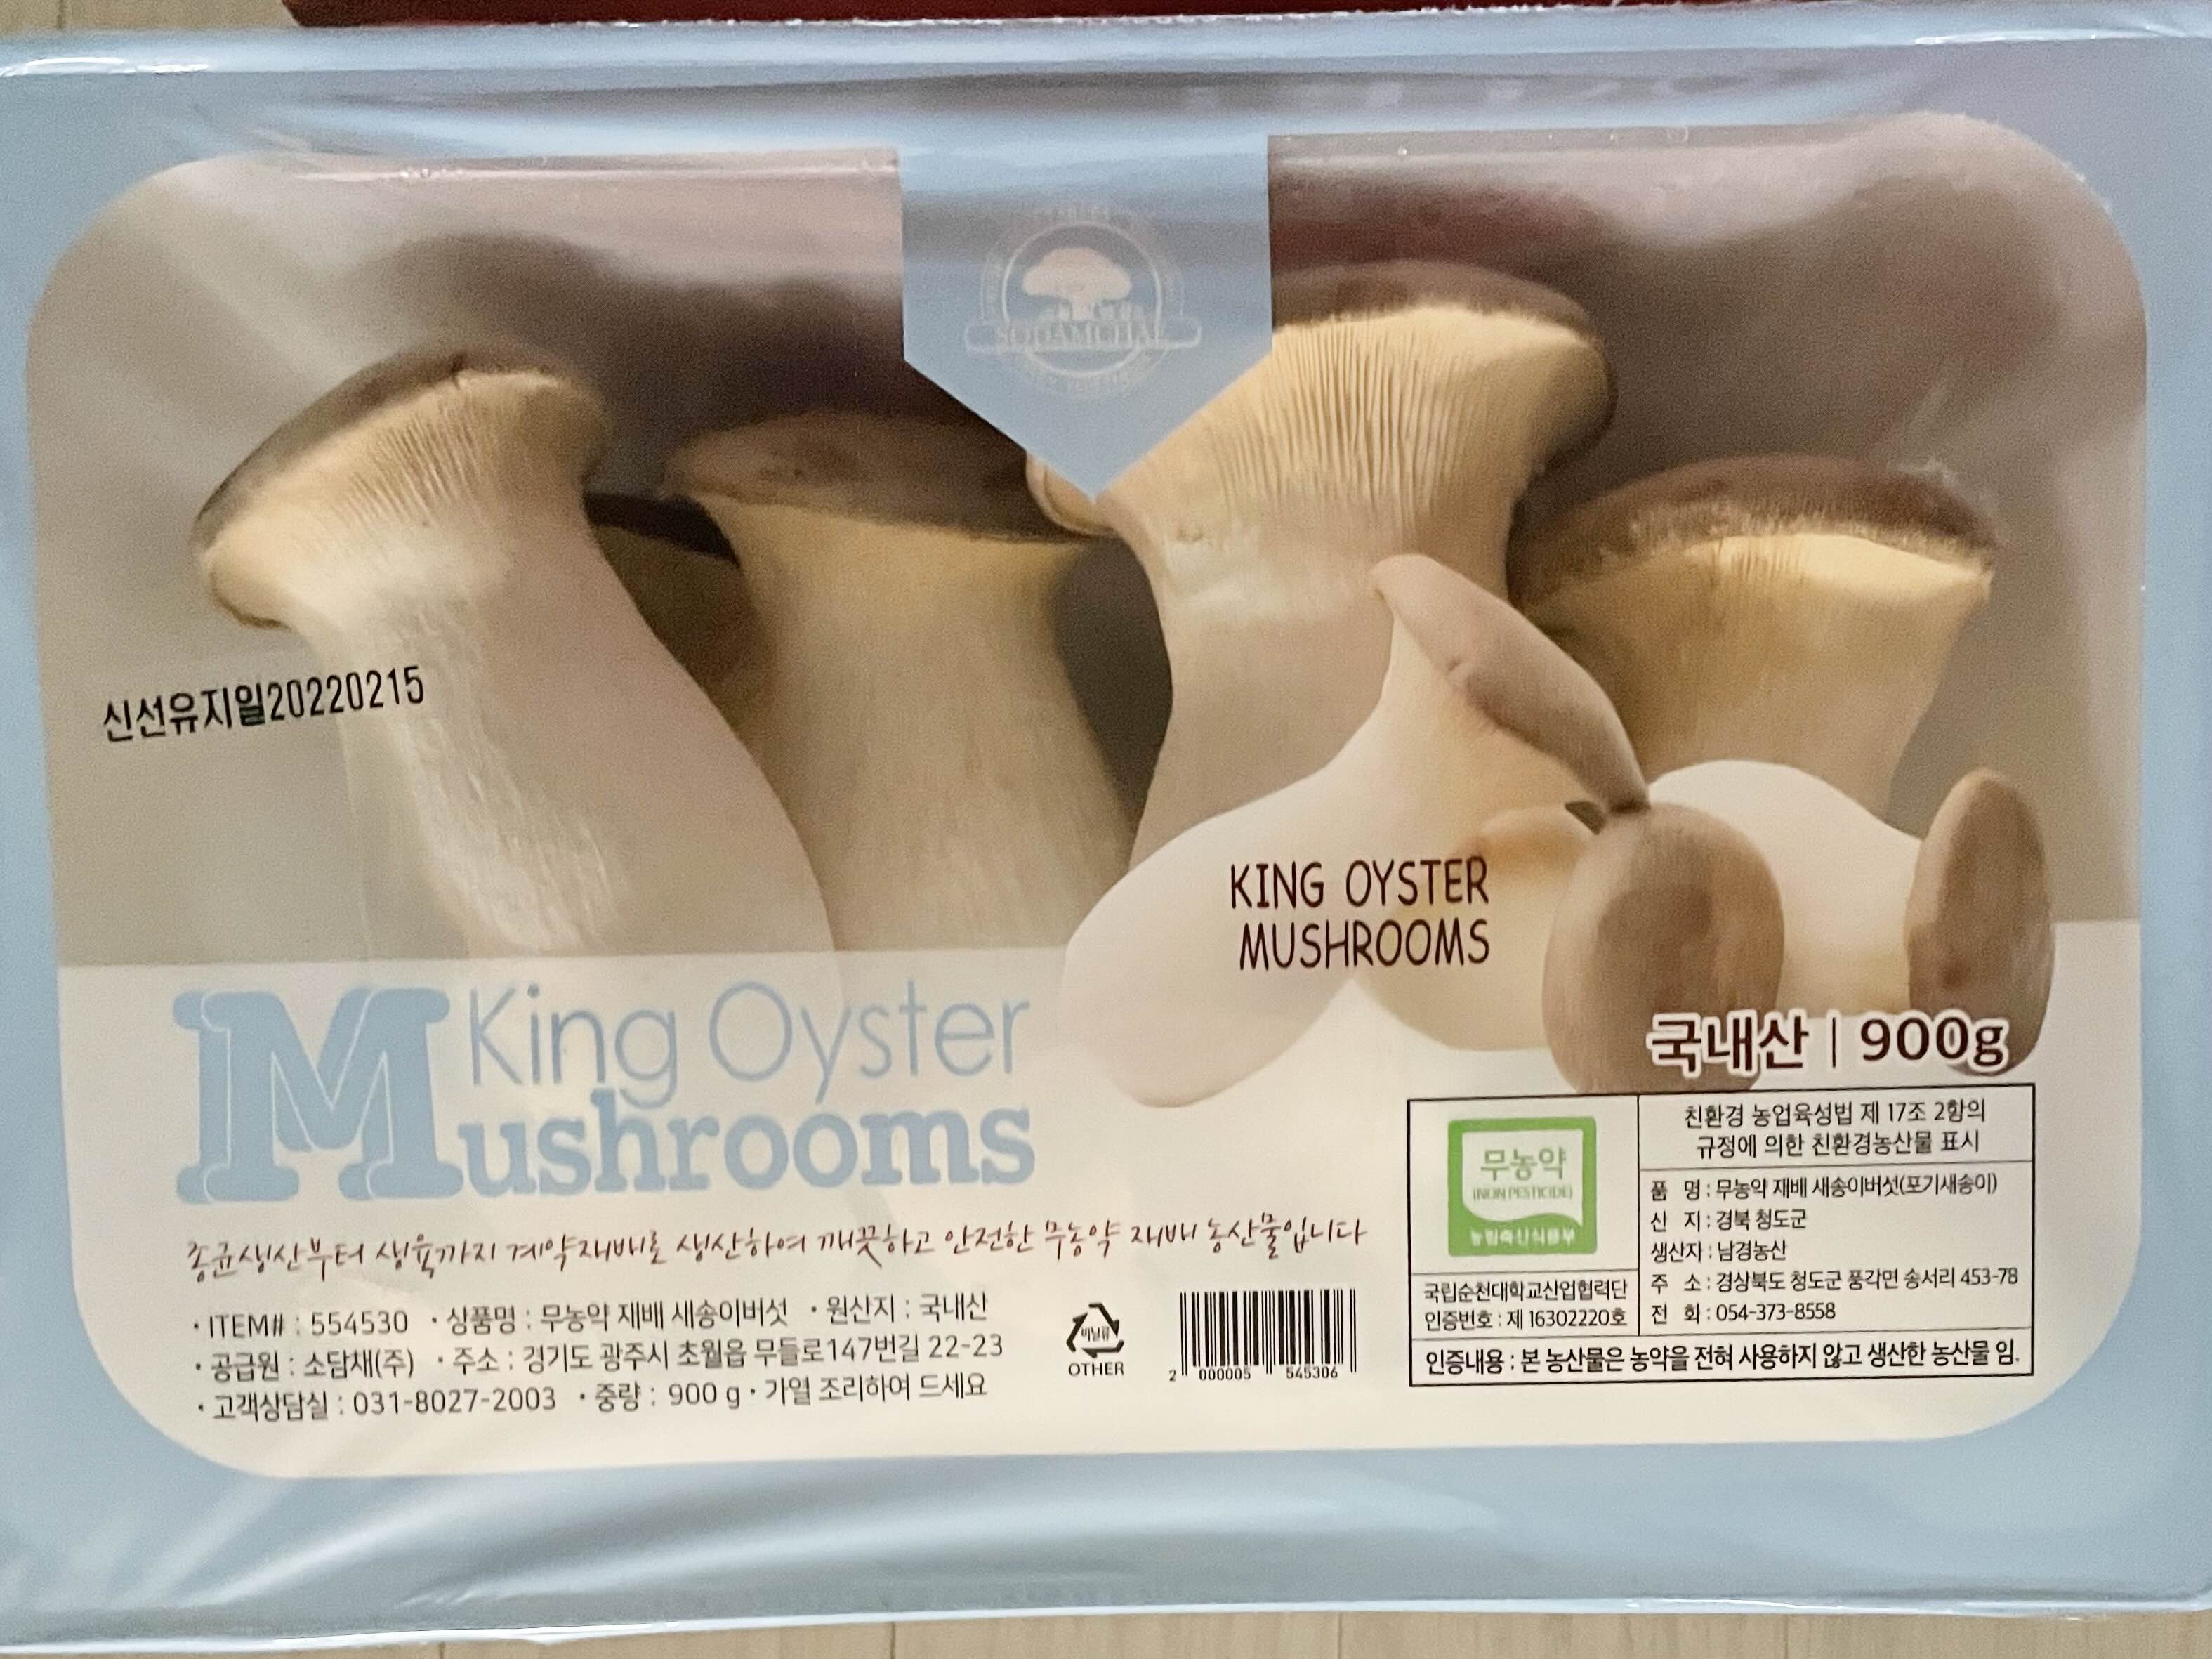 SODAMCHAE
신선유지일20220215
KING OYSTER
MUSHROOMS
King Oyster
Mushrooms
국내산 | 900g
종균생산부터 생육까지 계약재배로 생산하여 깨끗하고 안전한 무농약 재배 농산물입니다
· ITEM# : 554530 · 상품명 : 무농약 재배 새송이버섯 · 원산지 : 국내산
· 공급원 : 소담채(주) · 주소 : 경기도 광주시 초월읍 무들로147번길 22-23
· 고객상담실 : 031-8027-2003 · 중량 : 900 g · 가열 조리하여 드세요
비닐류
OTHER
2 000005 545306
무농약
(NON PESTICIDE)
농림축산식품부
국립순천대학교산업협력단
인증번호 : 제 16302220호
친환경 농업육성법 제 17조 2항의
규정에 의한 친환경농산물 표시
품 명 : 무농약 재배 새송이버섯(포기새송이)
산 지 : 경북 청도군
생산자 : 남경농산
주 소 : 경상북도 청도군 풍각면 송서리 453-78
전 화 : 054-373-8558
인증내용 : 본 농산물은 농약을 전혀 사용하지 않고 생산한 농산물 임.